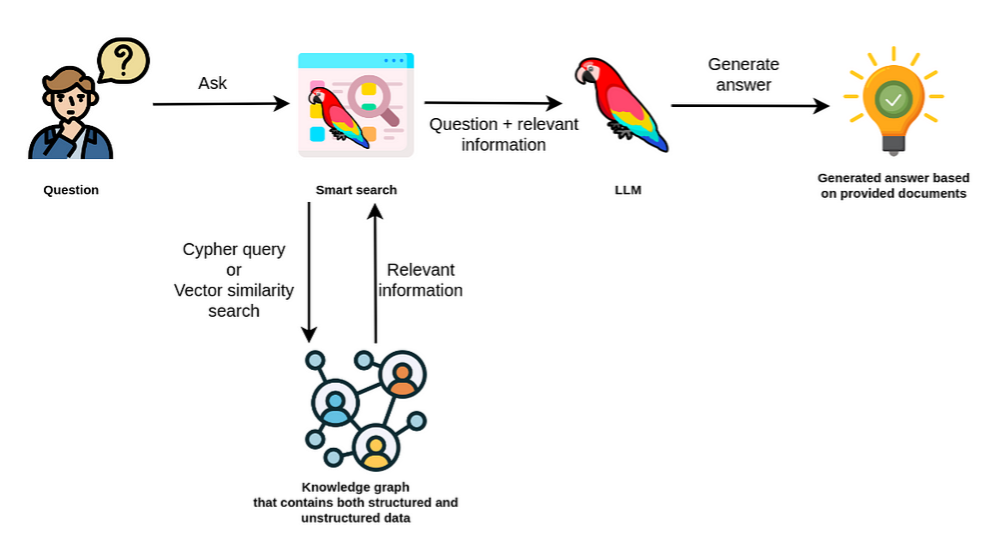 ?
Ask
Generate
answer
Question + relevant
information
Question
Smart search
LLM
Generated answer based
on provided documents
Cypher query
or
Vector similarity
search
Relevant
information
Knowledge graph
that contains both structured and
unstructured data